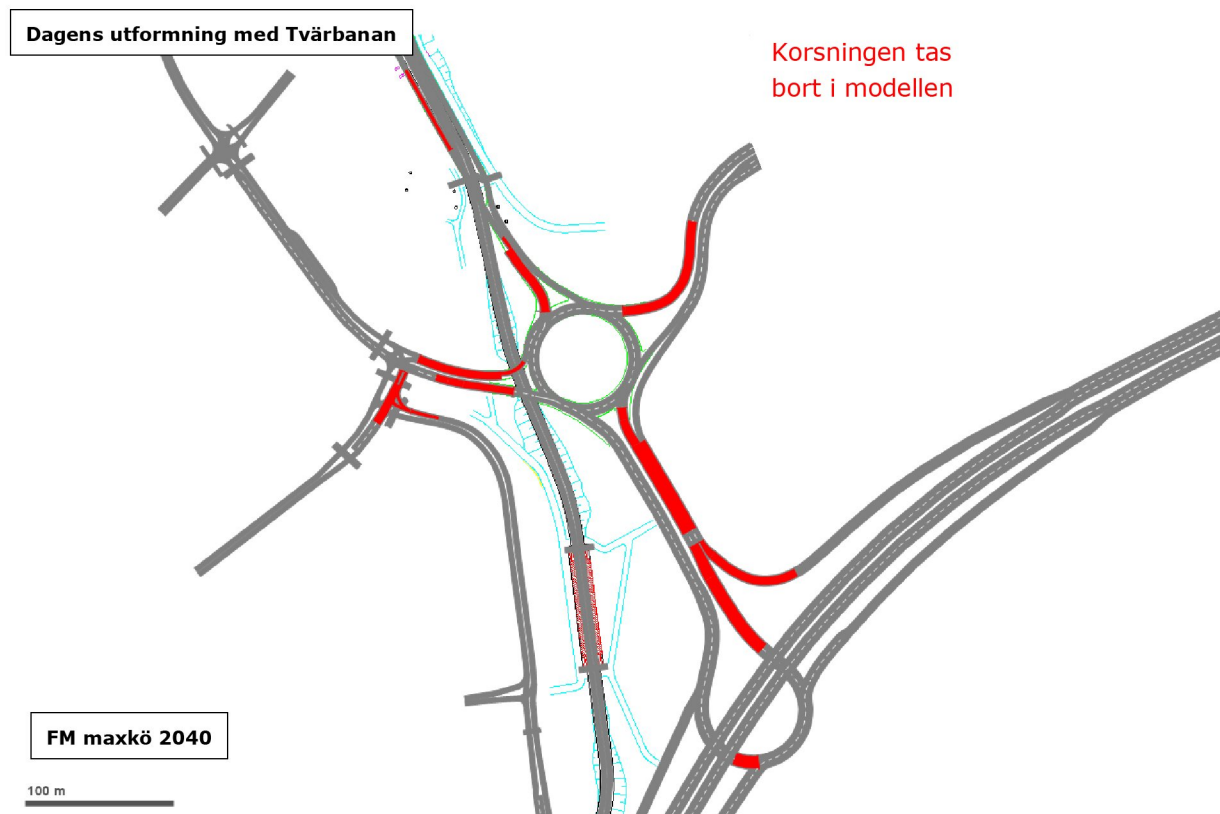 Dagens utformning med Tvärbanan
Korsningen tas
bort i modellen
FM maxkö 2040
100 m